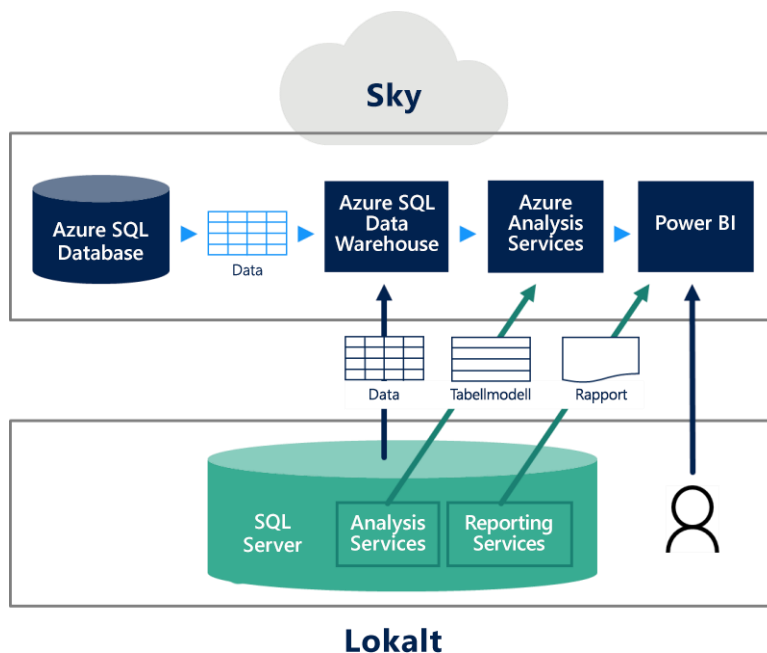 Sky
Azure SQL
Database
Data
Azure SQL
Data
Warehouse
Azure
Analysis
Services
Power BI
Data
Tabellmodell
Rapport
SQL
Server
Analysis
Services
Reporting
Services
Lokalt